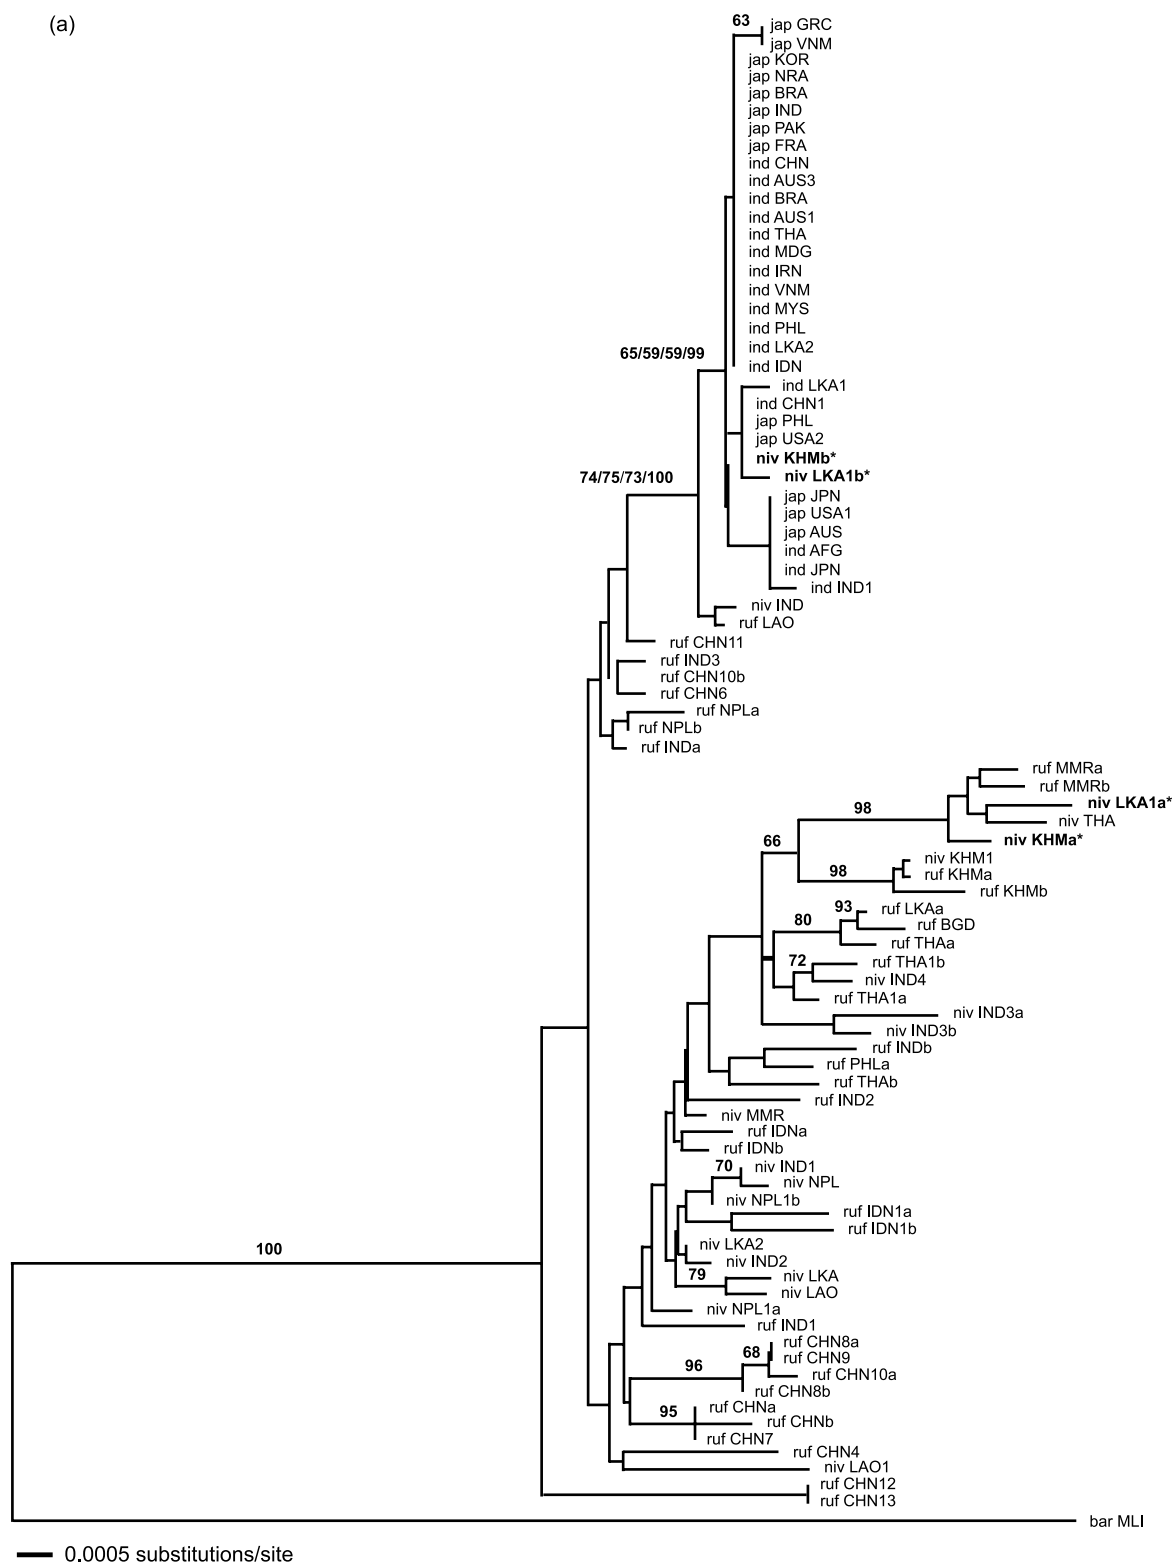 (a)
63
jap GRC
jap VNM
jap KOR
jap NRA
jap BRA
jap IND
jap PAK
jap FRA
ind CHN
ind AUS3
ind BRA
ind AUS1
ind THA
ind MDG
ind IRN
ind VNM
ind MYS
ind PHL
ind LKA2
65/59/59/99
ind IDN
ind LKA1
ind CHN1
jap PHL
jap USA2
niv KHMb*
74/75/73/100
niv LKA1b*
jap JPN
jap USA1
jap AUS
ind AFG
ind JPN
ind IND1
niv IND
ruf LAO
ruf CHN11
ruf IND3
ruf CHN10b
ruf CHN6
ruf NPLa
ruf NPLb
ruf INDa
ruf MMRa
ruf MMRb
niv LKA1a*
98
niv THA
niv KHMa*
66
niv KHM1
98
ruf KHMa
ruf KHMb
93
ruf LKAa
80
ruf BGD
ruf THAa
72
ruf THA1b
niv IND4
ruf THA1a
niv IND3a
niv IND3b
ruf INDb
ruf PHLa
ruf THAb
ruf IND2
niv MMR
ruf IDNa
ruf IDNb
70
niv IND1
niv NPL
niv NPL1b
ruf IDN1a
ruf IDN1b
niv LKA2
100
niv IND2
79
niv LKA
niv LAO
niv NPL1a
ruf IND1
ruf CHN8a
68
ruf CHN9
96
ruf CHN10a
ruf CHN8b
ruf CHNa
95
ruf CHNb
ruf CHN7
ruf CHN4
niv LAO1
ruf CHN12
ruf CHN13
bar MLI
0.0005 substitutions/site